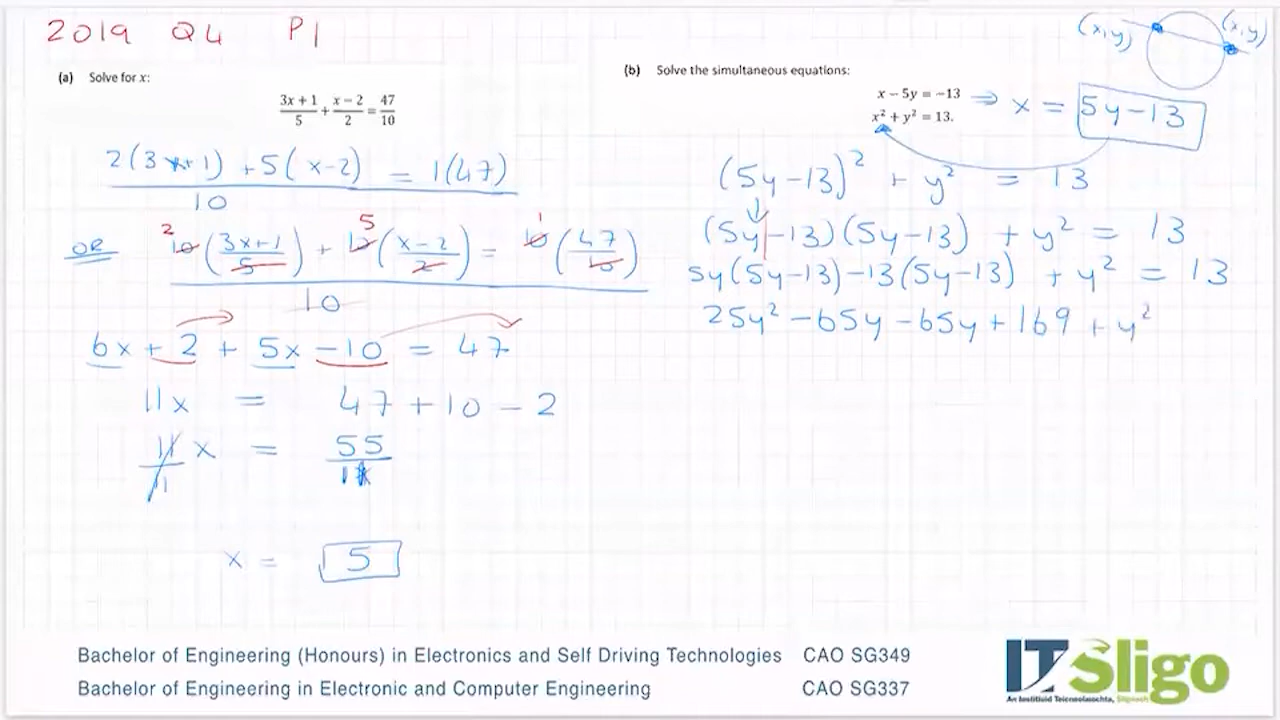 2019 Q4 P1
(a) Solve for x:
3x + 1/5 + x − 2/2 = 47/10
2(3x+1) + 5(x−2) = 1(47)
10
OR
2 5 1
10(3x+1/5) + 10(x−2/2) = 10(47/10)
10
6x + 2 + 5x − 10 = 47
11x = 47 + 10 − 2
11x/11 = 55/11
x = 5
(b) Solve the simultaneous equations:
(x,y) (x,y)
x − 5y = −13 ⇒ x = 5y−13
x² + y² = 13.
(5y−13)² + y² = 13
(5y−13)(5y−13) + y² = 13
5y(5y−13) −13(5y−13) + y² = 13
25y² − 65y − 65y + 169 + y²
Bachelor of Engineering (Honours) in Electronics and Self Driving Technologies CAO SG349
Bachelor of Engineering in Electronic and Computer Engineering CAO SG337
IT Sligo
An Institiúid Teicneolaíochta, Sligeach